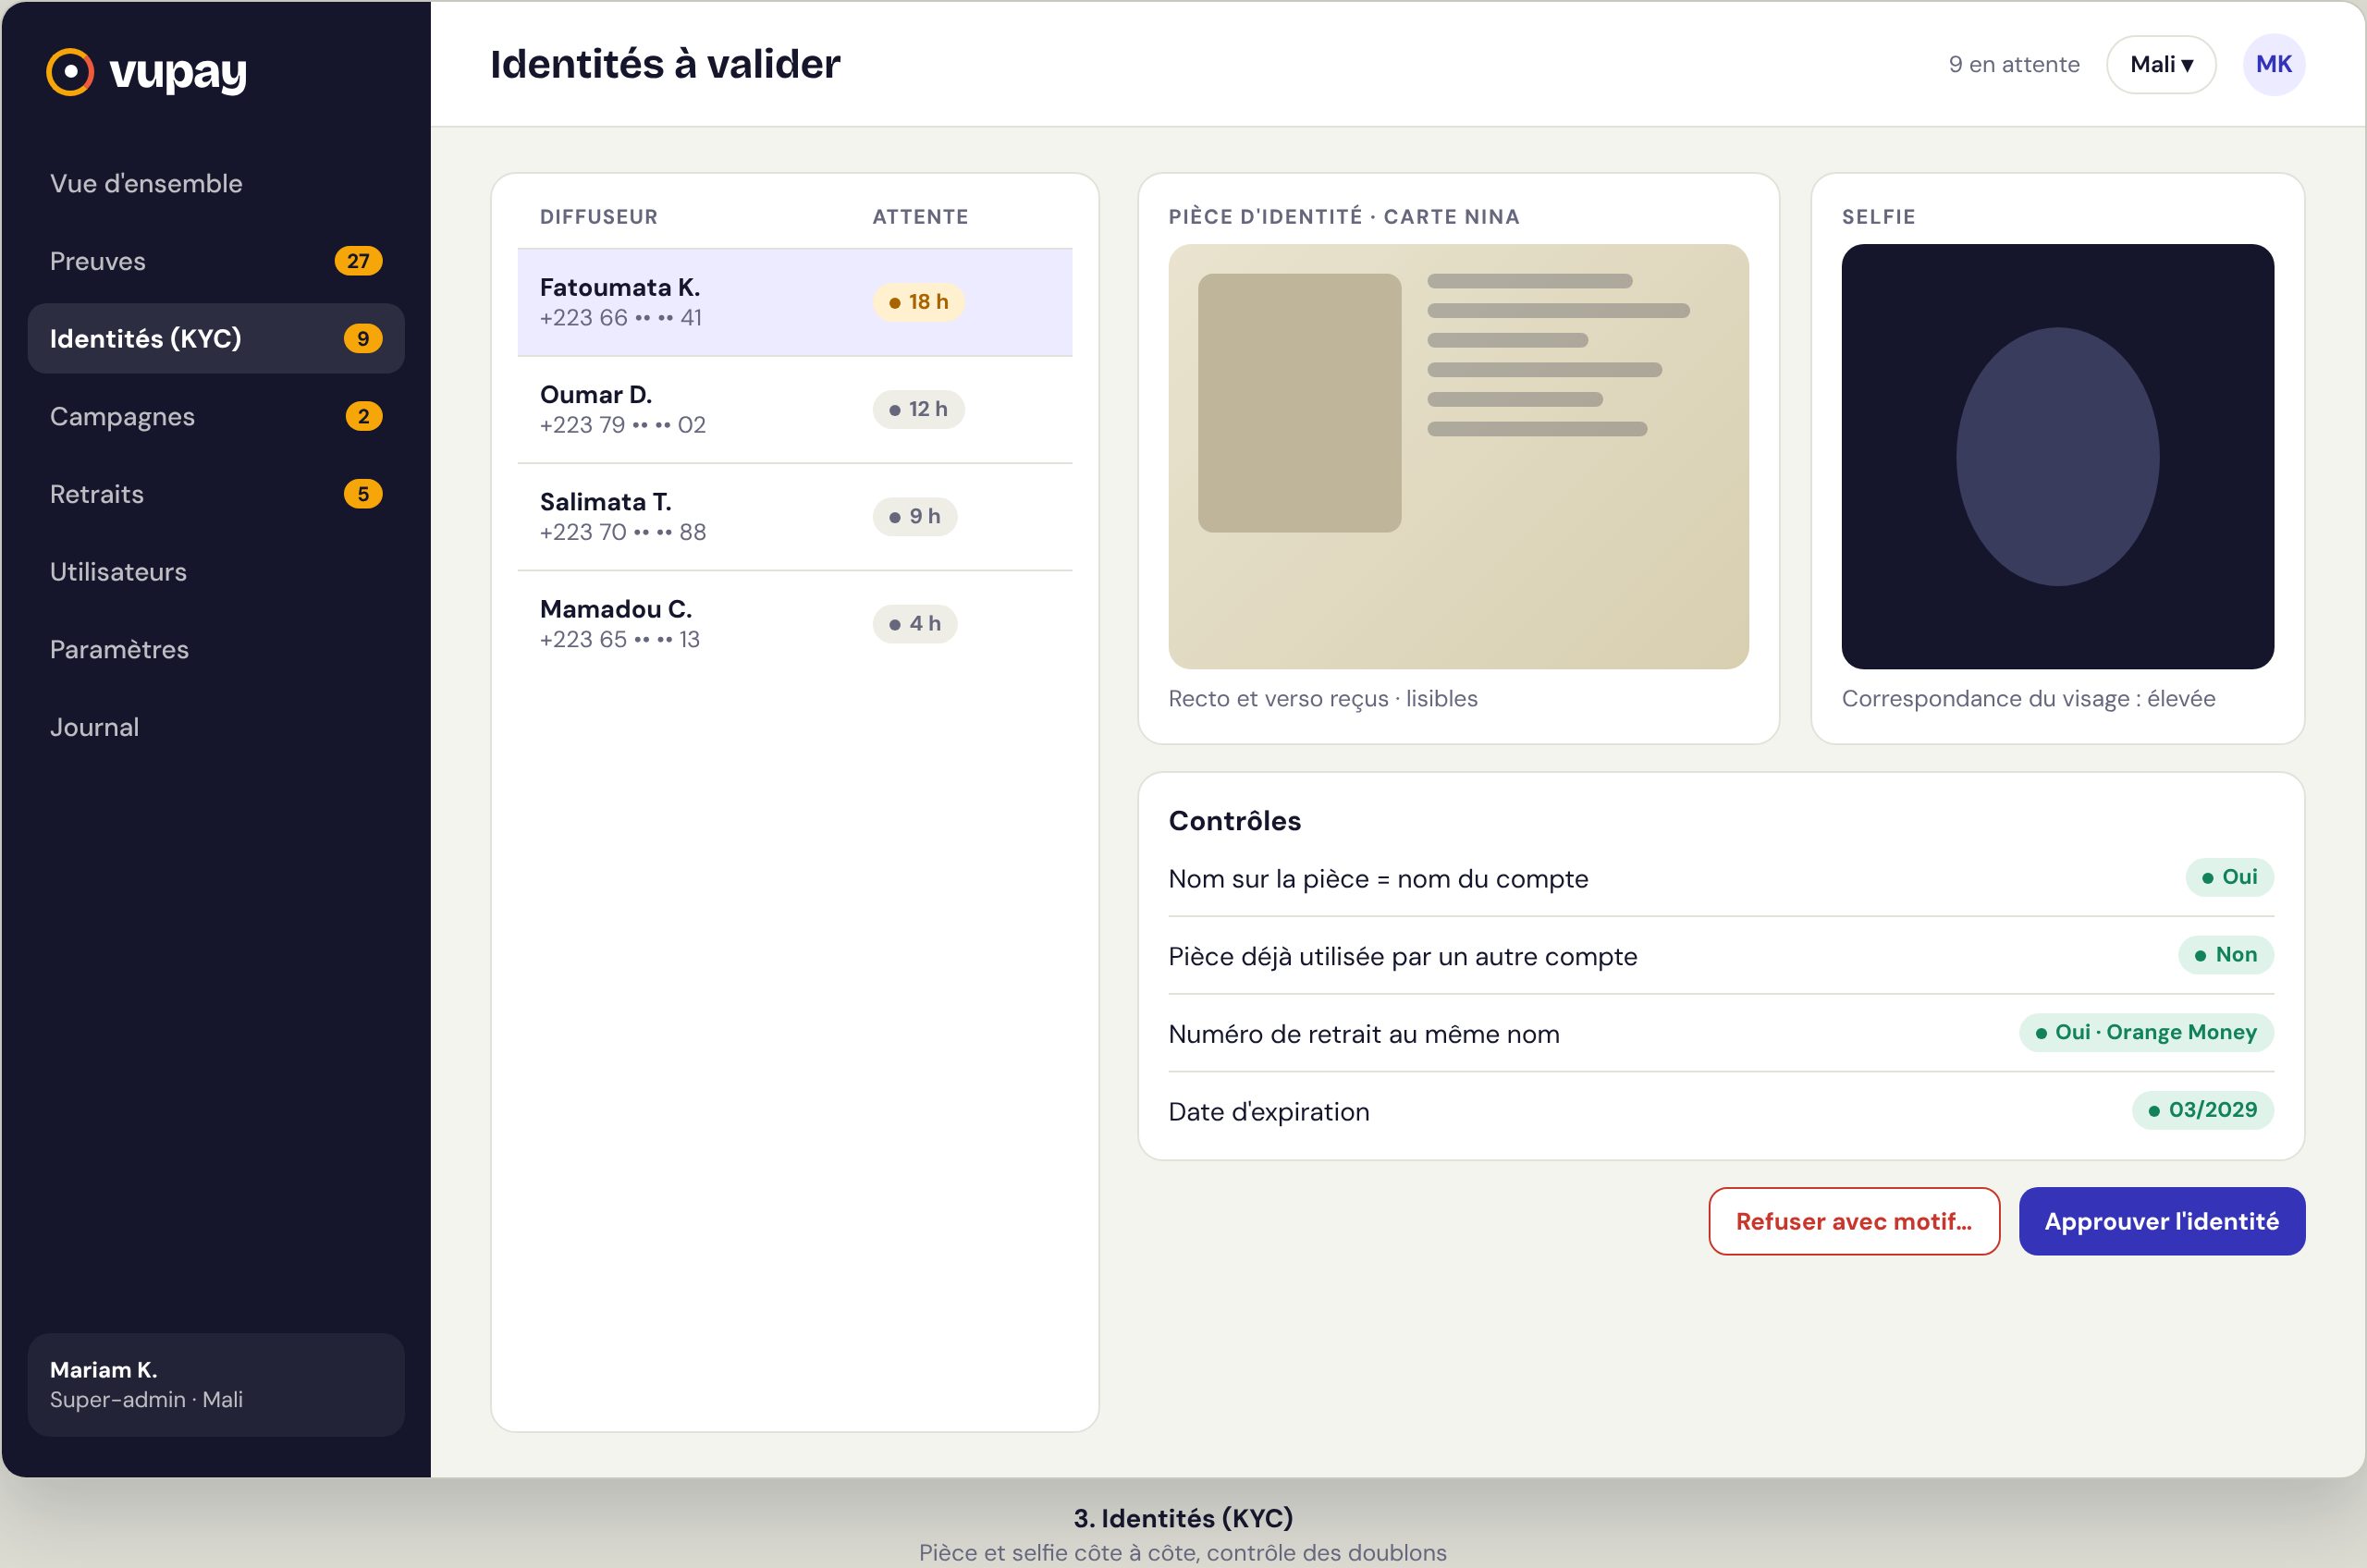 vupay
Vue d'ensemble
Preuves 27
Identités (KYC) 9
Campagnes 2
Retraits 5
Utilisateurs
Paramètres
Journal
Mariam K.
Super-admin · Mali
Identités à valider
9 en attente
Mali ▾
MK
DIFFUSEUR ATTENTE
Fatoumata K.
+223 66 •• •• 41
18 h
Oumar D.
+223 79 •• •• 02
12 h
Salimata T.
+223 70 •• •• 88
9 h
Mamadou C.
+223 65 •• •• 13
4 h
PIÈCE D'IDENTITÉ · CARTE NINA
Recto et verso reçus · lisibles
SELFIE
Correspondance du visage : élevée
Contrôles
Nom sur la pièce = nom du compte Oui
Pièce déjà utilisée par un autre compte Non
Numéro de retrait au même nom Oui · Orange Money
Date d'expiration 03/2029
Refuser avec motif…
Approuver l'identité
3. Identités (KYC)
Pièce et selfie côte à côte, contrôle des doublons